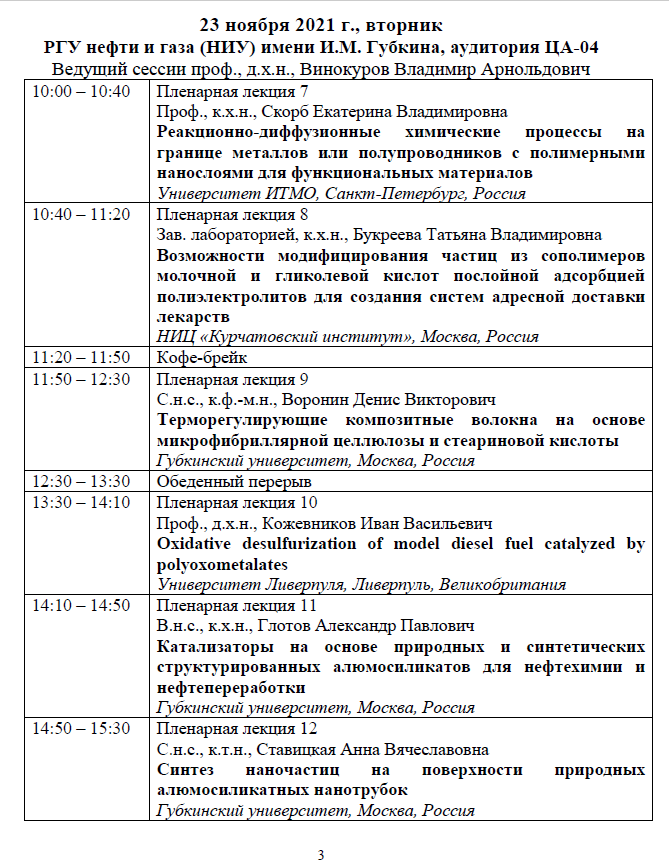 23 ноября 2021 г., вторник
РГУ нефти и газа (НИУ) имени И.М. Губкина, аудитория ЦА-04
Ведущий сессии проф., д.х.н., Винокуров Владимир Арнольдович
10:00 – 10:40 Пленарная лекция 7
Проф., к.х.н., Скорб Екатерина Владимировна
Реакционно-диффузионные химические процессы на
границе металлов или полупроводников с полимерными
нанослоями для функциональных материалов
Университет ИТМО, Санкт-Петербург, Россия
10:40 – 11:20 Пленарная лекция 8
Зав. лабораторией, к.х.н., Букреева Татьяна Владимировна
Возможности модифицирования частиц из сополимеров
молочной и гликолевой кислот послойной адсорбцией
полиэлектролитов для создания систем адресной доставки
лекарств
НИЦ «Курчатовский институт», Москва, Россия
11:20 – 11:50 Кофе-брейк
11:50 – 12:30 Пленарная лекция 9
С.н.с., к.ф.-м.н., Воронин Денис Викторович
Терморегулирующие композитные волокна на основе
микрофибриллярной целлюлозы и стеариновой кислоты
Губкинский университет, Москва, Россия
12:30 – 13:30 Обеденный перерыв
13:30 – 14:10 Пленарная лекция 10
Проф., д.х.н., Кожевников Иван Васильевич
Oxidative desulfurization of model diesel fuel catalyzed by
polyoxometalates
Университет Ливерпуля, Ливерпуль, Великобритания
14:10 – 14:50 Пленарная лекция 11
В.н.с., к.х.н., Глотов Александр Павлович
Катализаторы на основе природных и синтетических
структурированных алюмосиликатов для нефтехимии и
нефтепереработки
Губкинский университет, Москва, Россия
14:50 – 15:30 Пленарная лекция 12
С.н.с., к.т.н., Ставицкая Анна Вячеславовна
Синтез наночастиц на поверхности природных
алюмосиликатных нанотрубок
Губкинский университет, Москва, Россия
3